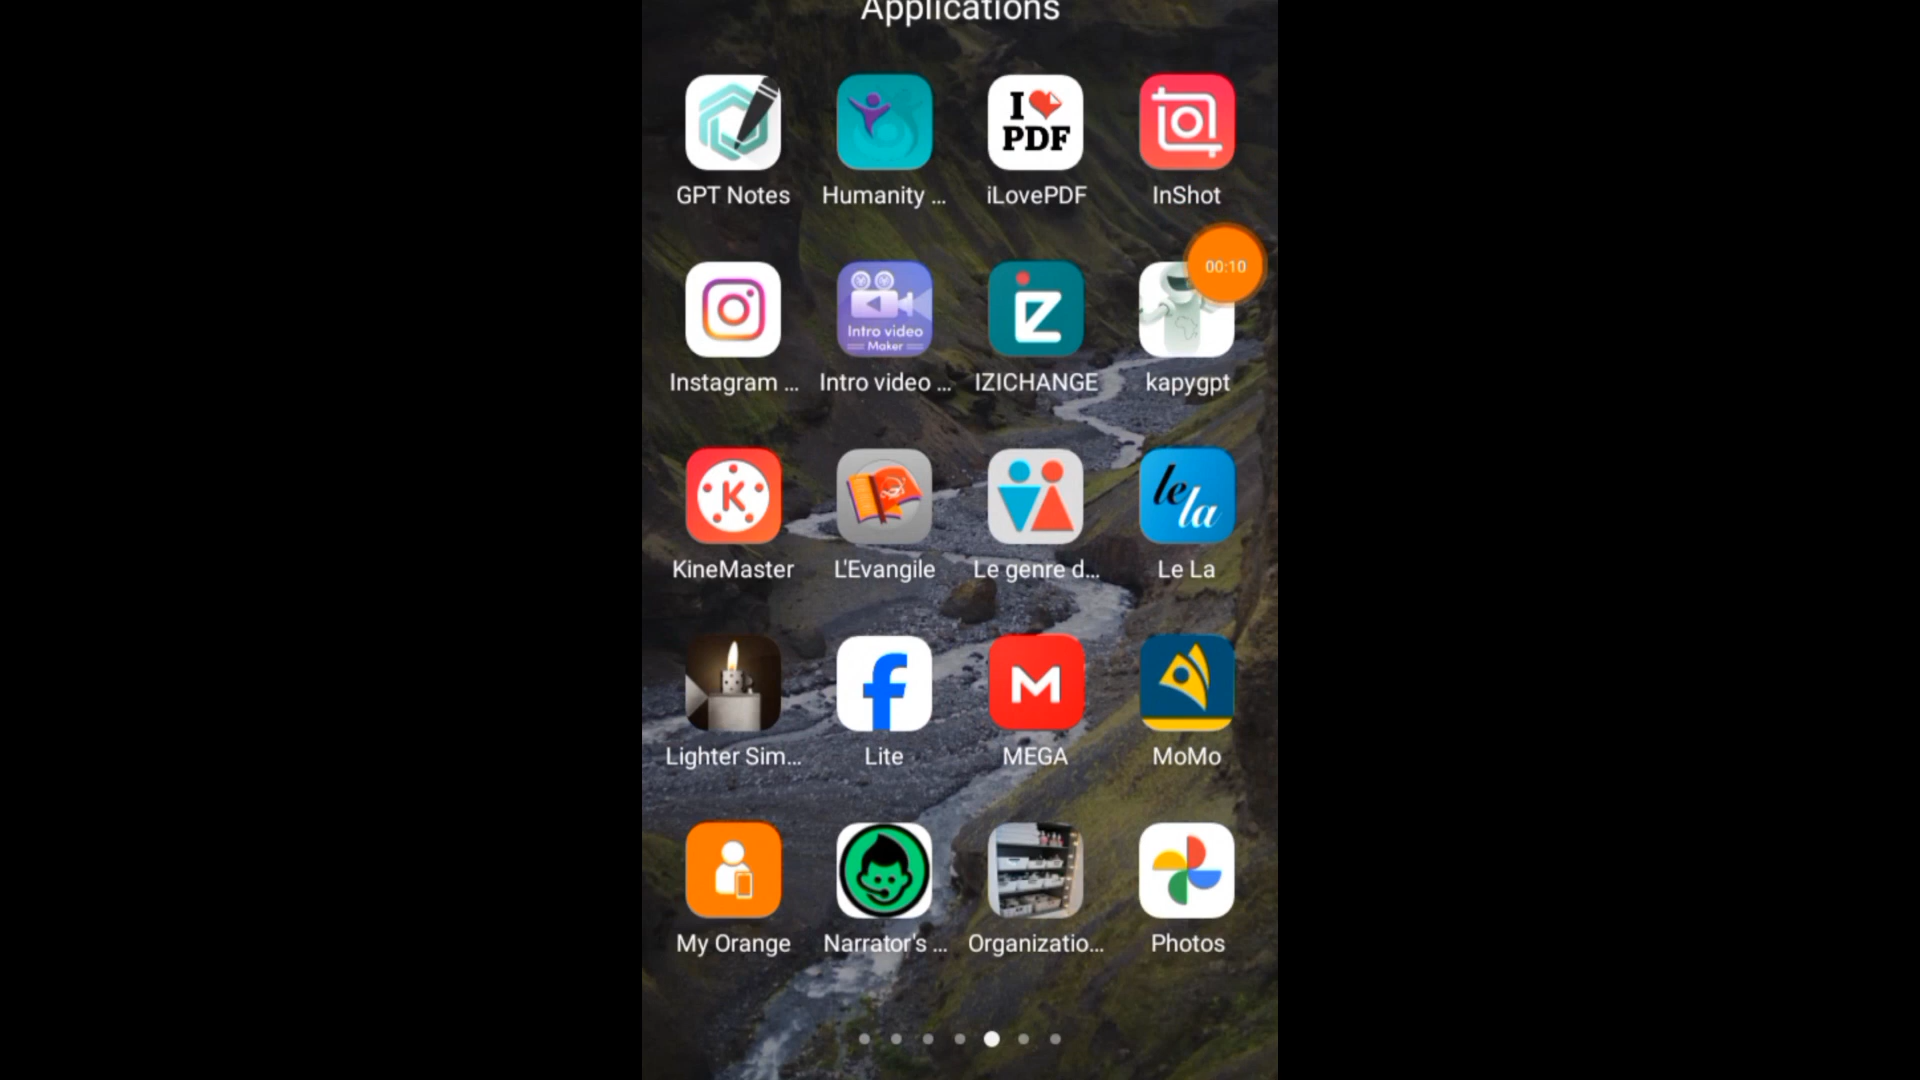 Applications
I
PDF
GPT Notes
Humanity ...
iLovePDF
InShot
00:10
Intro video
Maker
Instagram ...
Intro video ...
IZICHANGE
kapygpt
K
le
la
KineMaster
L'Evangile
Le genre d...
Le La
f
M
Lighter Sim...
Lite
MEGA
MoMo
My Orange
Narrator's ...
Organizatio...
Photos